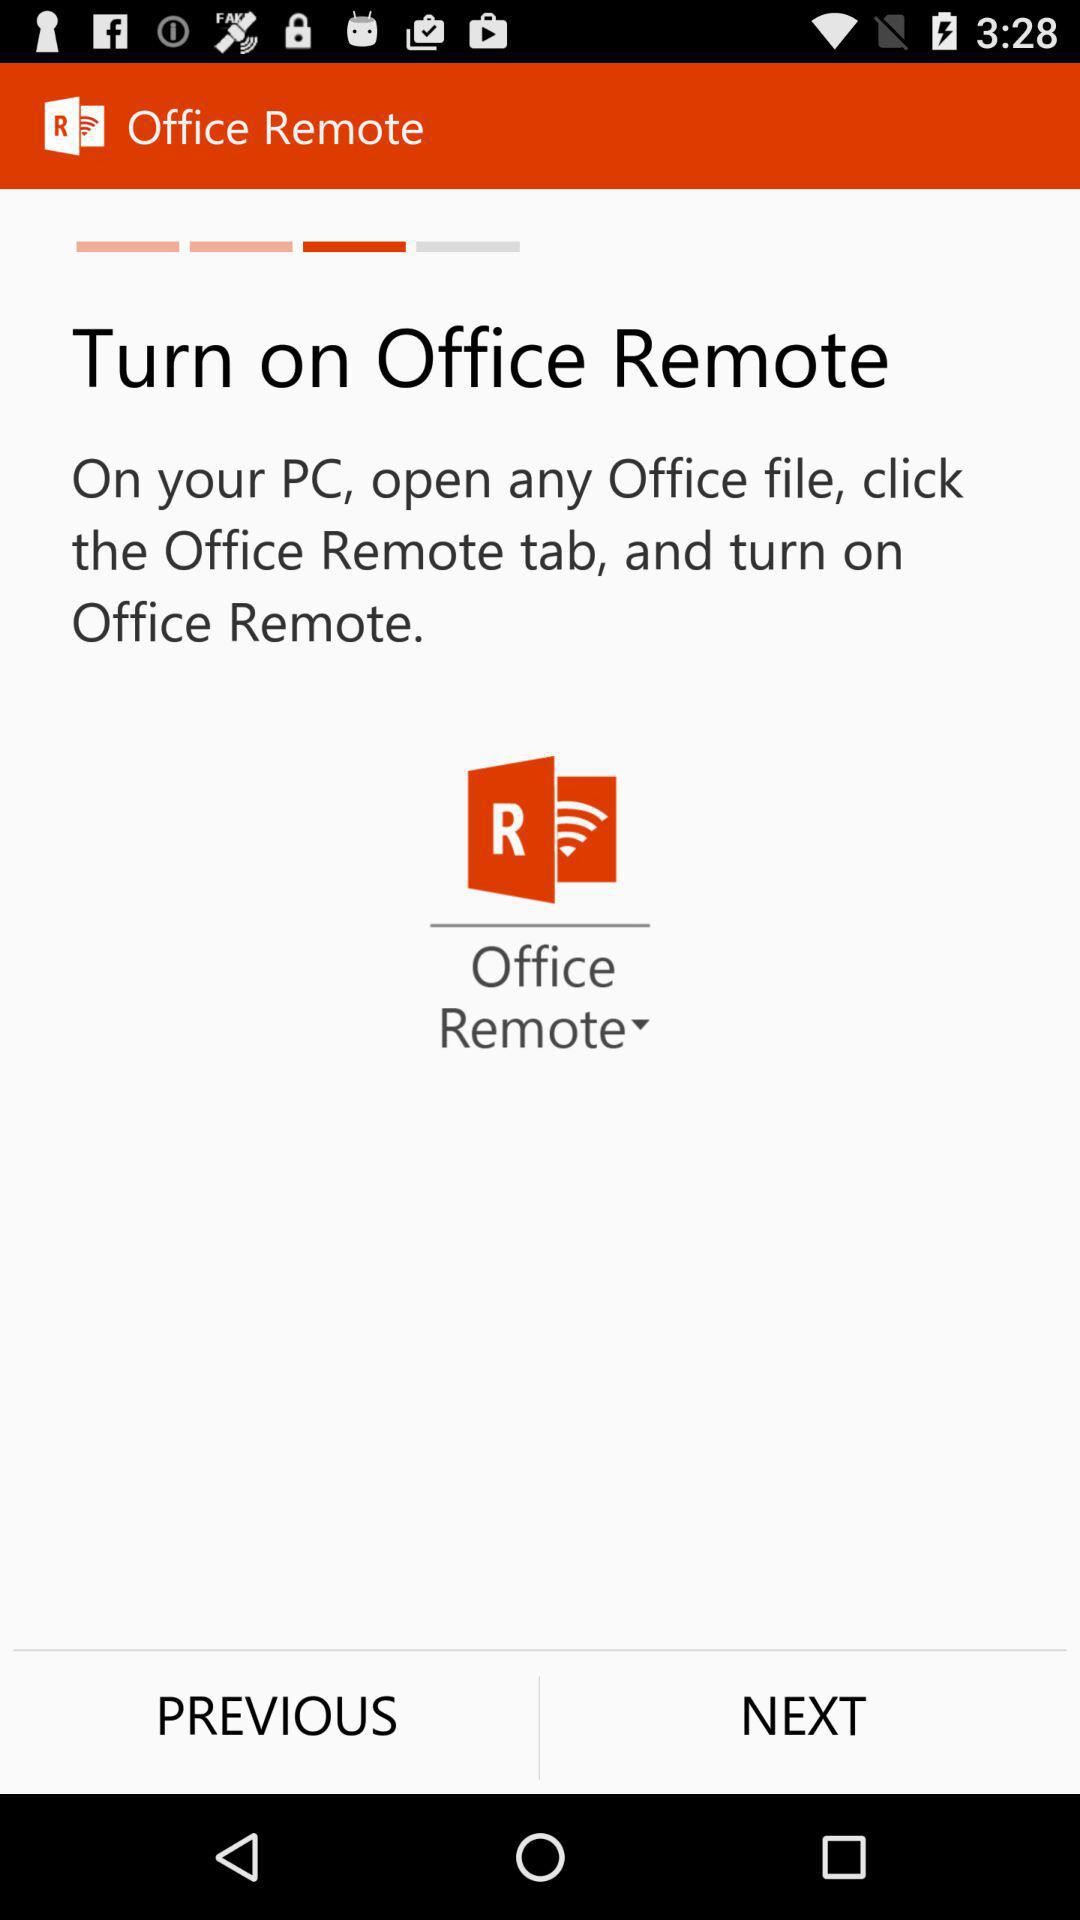 FAKE
3:28
R Office Remote
Turn on Office Remote
On your PC, open any Office file, click
the Office Remote tab, and turn on
Office Remote.
R
Office
Remote
PREVIOUS
NEXT